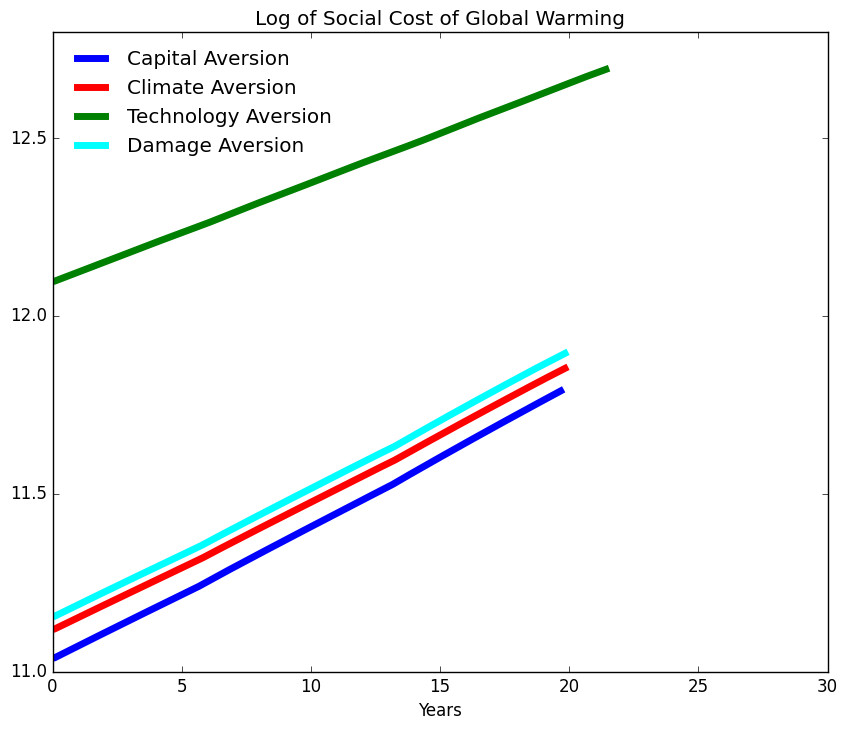 Log of Social Cost of Global Warming
Capital Aversion
Climate Aversion
Technology Aversion
Damage Aversion
12.5
12.0
11.5
11.0
0 5 10 15 20 25 30
Years